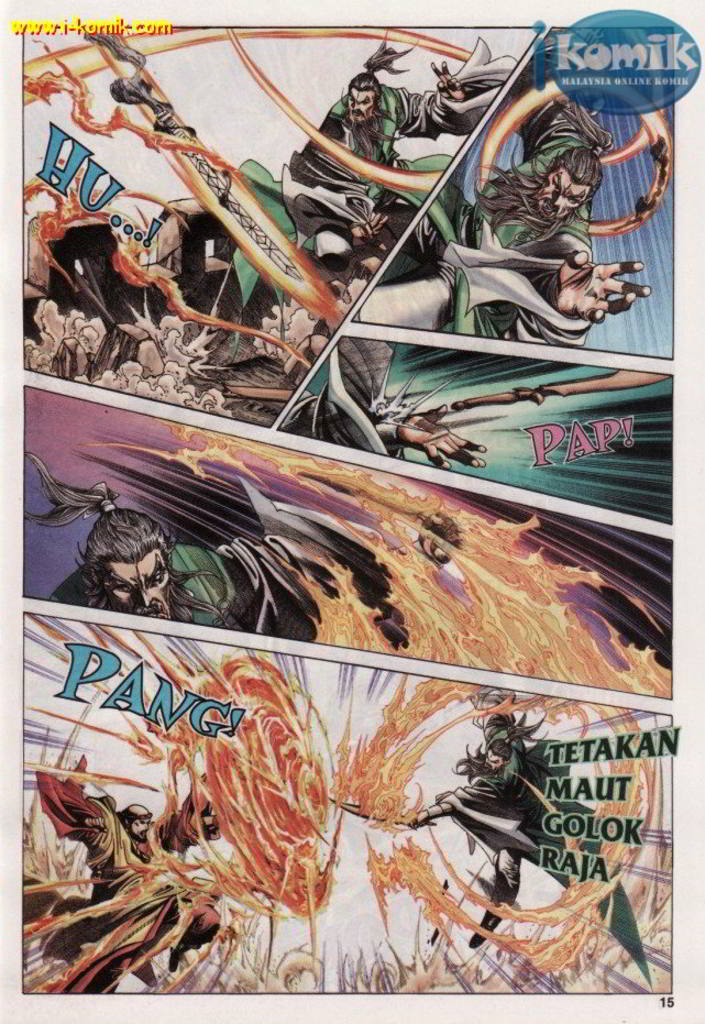 www.i-komik.com
i komik
MALAYSIA ONLINE KOMIK
HU...!
PAP!
PANG!
TETAKAN
MAUT
GOLOK
RAJA
15